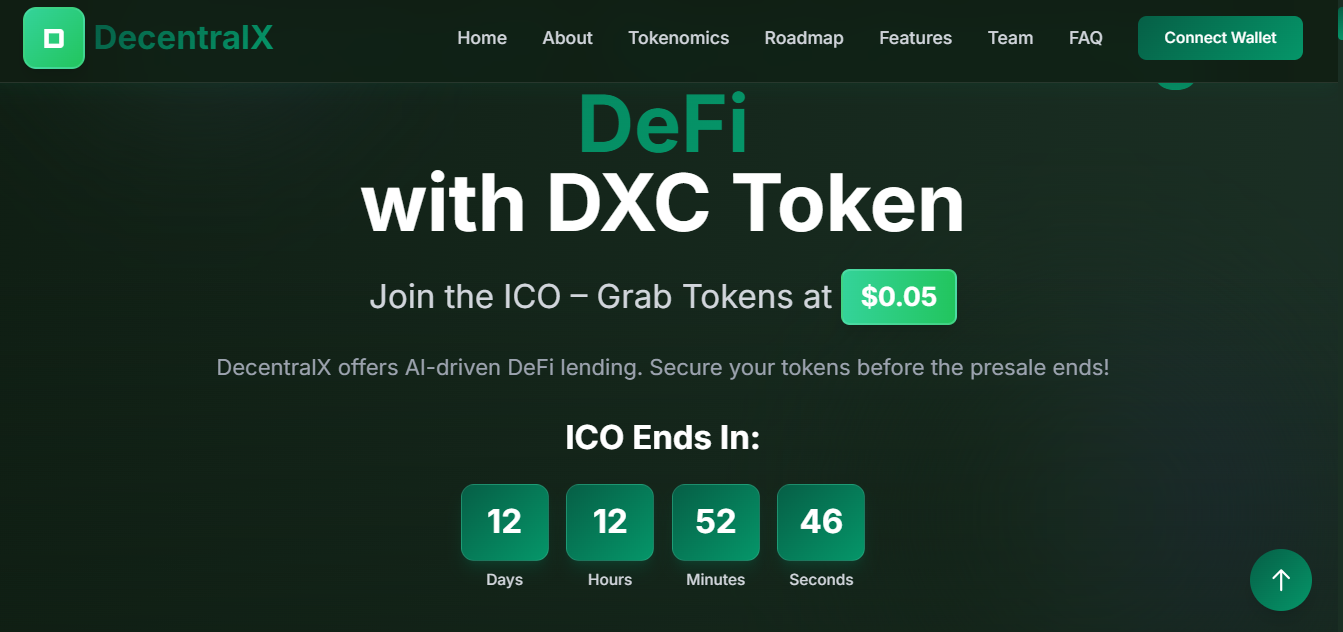 DecentralX
Home About Tokenomics Roadmap Features Team FAQ Connect Wallet
DeFi
with DXC Token
Join the ICO – Grab Tokens at $0.05
DecentralX offers AI-driven DeFi lending. Secure your tokens before the presale ends!
ICO Ends In:
12 12 52 46
Days Hours Minutes Seconds